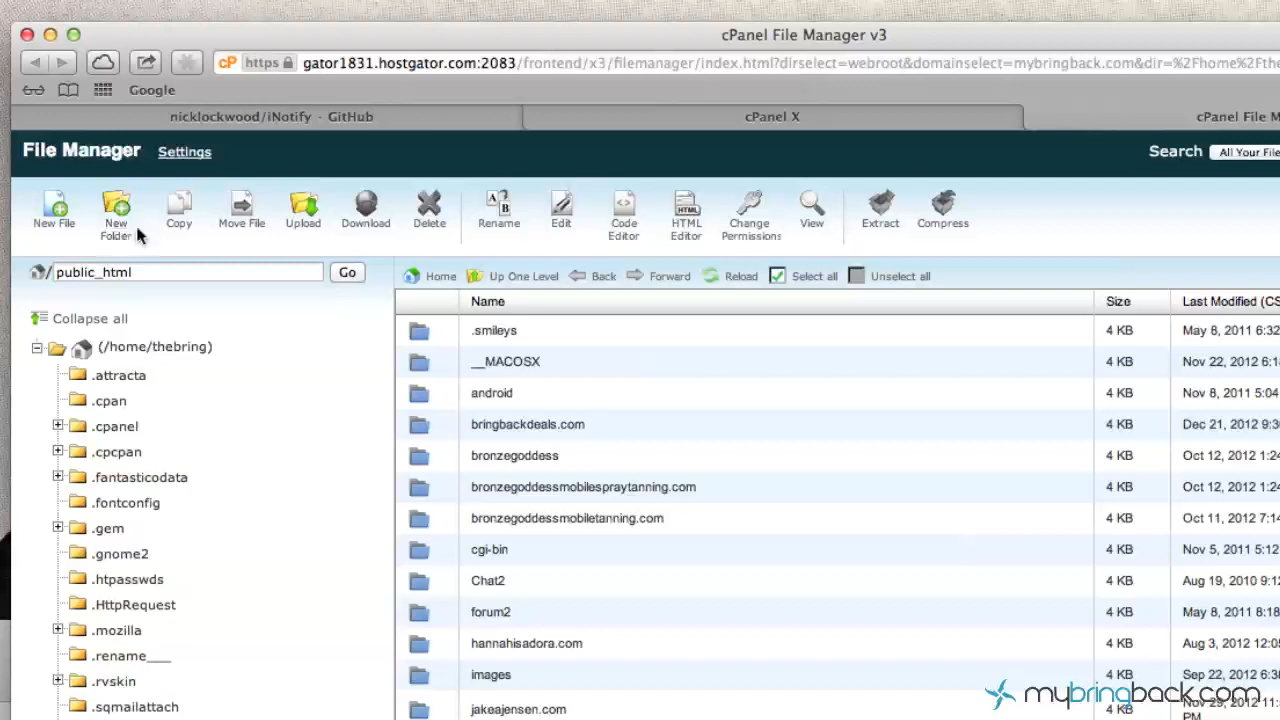 cPanel File Manager v3
cP https gator1831.hostgator.com:2083/frontend/x3/filemanager/index.html?dirselect=webroot&domainselect=mybringback.com&dir=%2Fhome%2Fthe
Google
nicklockwood/iNotify - GitHub cPanel X cPanel File M
File Manager Settings Search All Your File
New File New Folder Copy Move File Upload Download Delete Rename Edit Code Editor HTML Editor Change Permissions View Extract Compress
/ public_html Go Home Up One Level Back Forward Reload Select all Unselect all
Name Size Last Modified (CS
Collapse all
(/home/thebring)
.attracta
.cpan
.cpanel
.cpcpan
.fantasticodata
.fontconfig
.gem
.gnome2
.htpasswds
.HttpRequest
.mozilla
.rename___
.rvskin
.sqmailattach
.smileys 4 KB May 8, 2011 6:32
__MACOSX 4 KB Nov 22, 2012 6:1
android 4 KB Nov 8, 2011 5:04
bringbackdeals.com 4 KB Dec 21, 2012 9:3
bronzegoddess 4 KB Oct 12, 2012 1:24
bronzegoddessmobilespraytanning.com 4 KB Oct 12, 2012 1:24
bronzegoddessmobiletanning.com 4 KB Oct 11, 2012 7:1
cgi-bin 4 KB Nov 5, 2011 5:12
Chat2 4 KB Aug 19, 2010 9:1
forum2 4 KB May 8, 2011 8:18
hannahisadora.com 4 KB Aug 3, 2012 12:05
images 4 KB Sep 22, 2012 6:3
jakeajensen.com 4 KB Nov 29, 2012 11: PM
mybringback.com